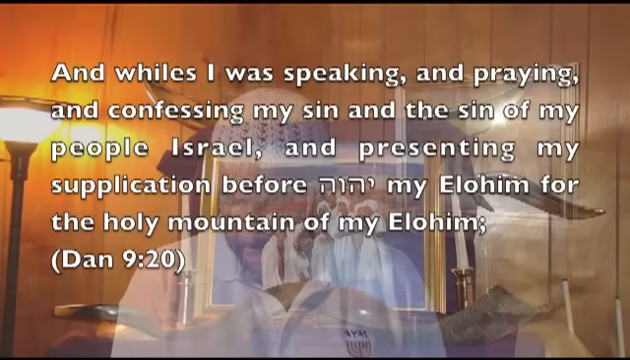 And whiles I was speaking, and praying,
and confessing my sin and the sin of my
people Israel, and presenting my
supplication before יהוה my Elohim for
the holy mountain of my Elohim;
(Dan 9:20)
AYAL